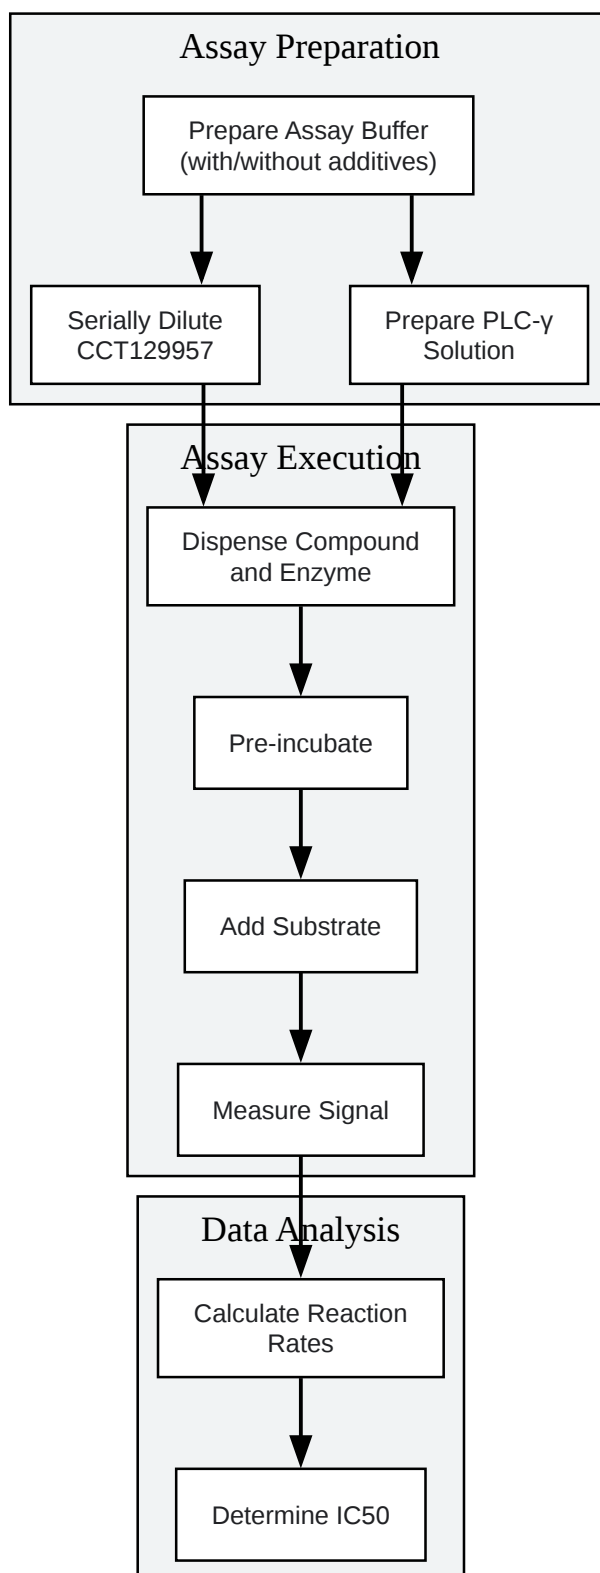 Assay Preparation
Prepare Assay Buffer
(with/without additives)
Serially Dilute
CCT129957
Prepare PLC-γ
Solution
Assay Execution
Dispense Compound
and Enzyme
Pre-incubate
Add Substrate
Measure Signal
Data Analysis
Calculate Reaction
Rates
Determine IC50